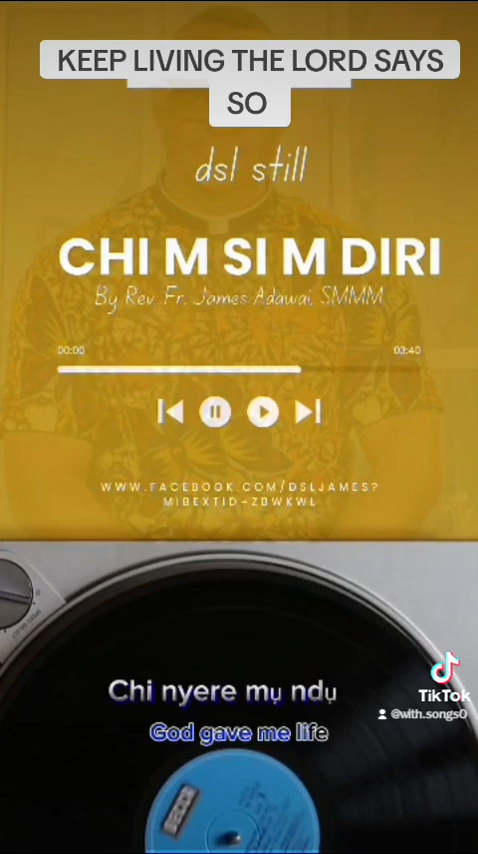 KEEP LIVING THE LORD SAYS
SO
dsl still
CHI M SI M DIRI
By Rev. Fr. James Adawai, SMMM
00:00
03:40
WWW.FACEBOOK.COM/DSLJAMES?
MIBEXTID=ZBWKWL
Chi nyere mụ ndụ
God gave me life
TikTok
@with.songs0